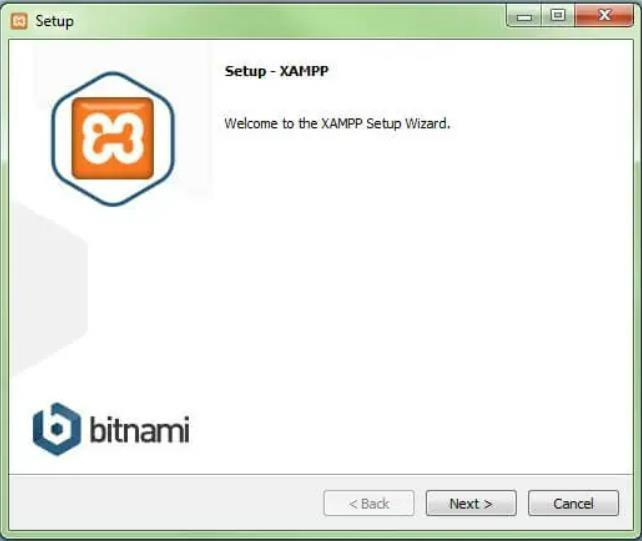 Setup
Setup - XAMPP
Welcome to the XAMPP Setup Wizard.
bitnami
< Back
Next >
Cancel